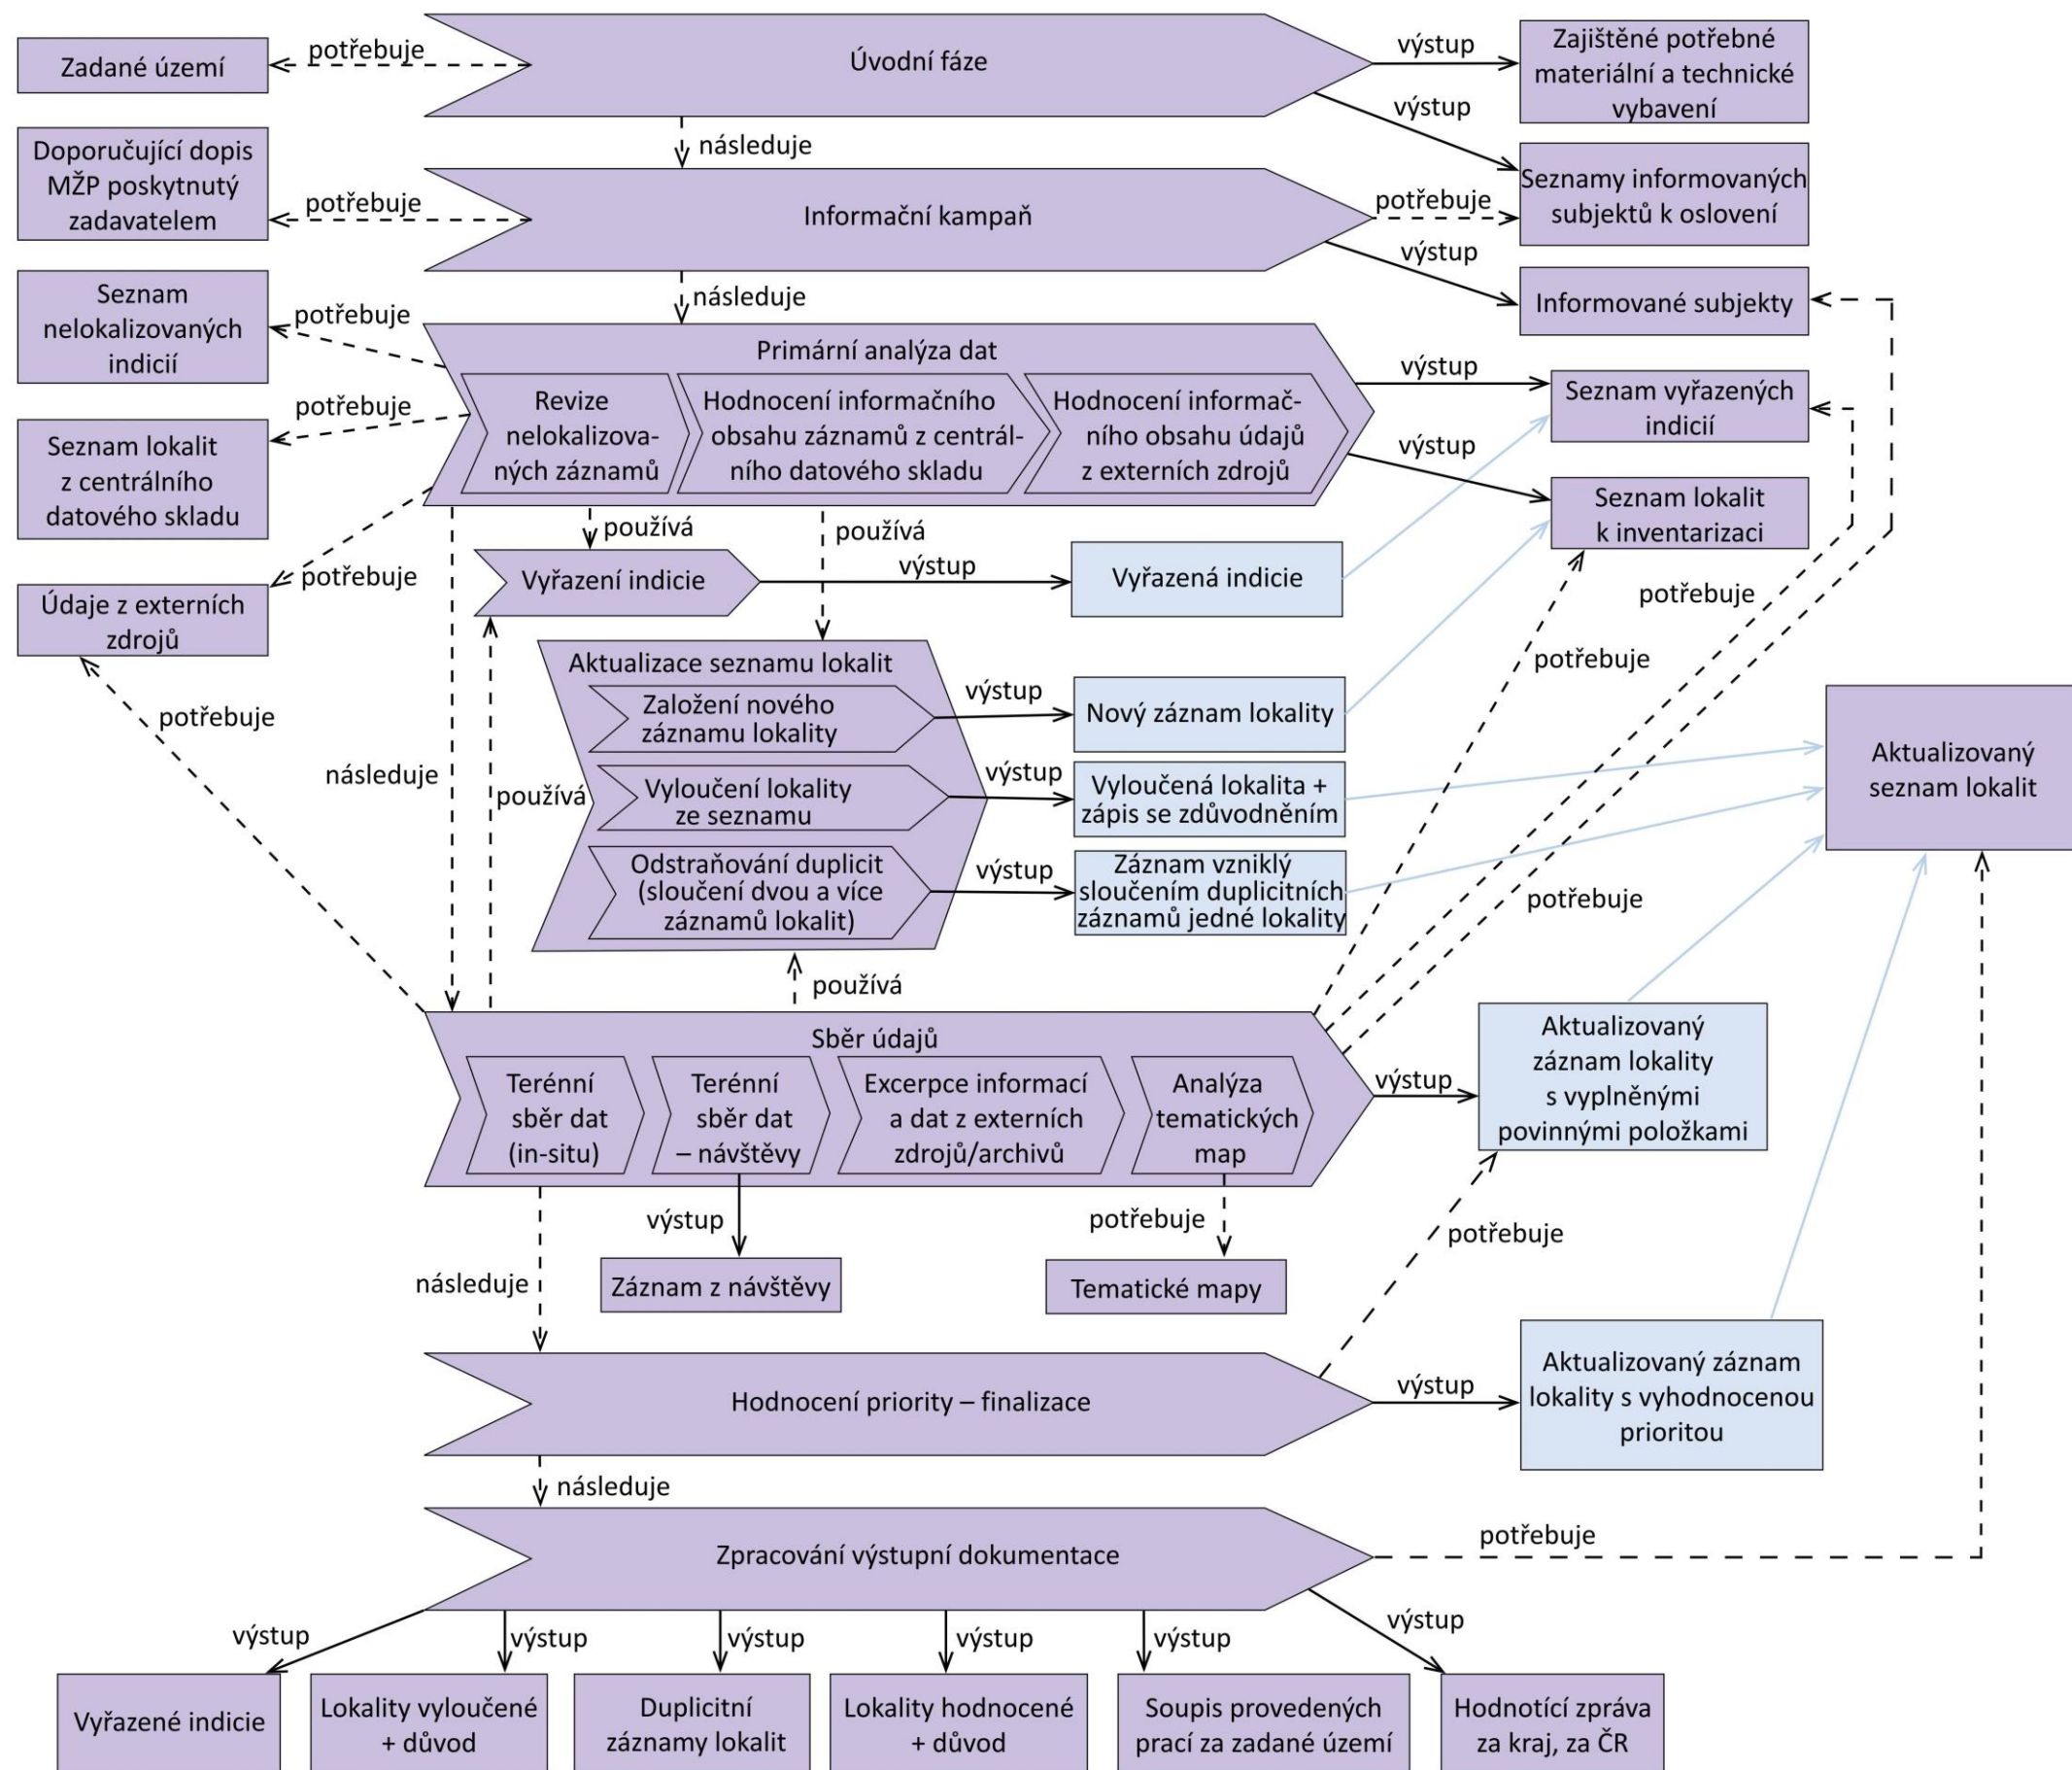 Zadané území
potřebuje
Úvodní fáze
výstup
Zajištěné potřebné
materiální a technické
vybavení
výstup
následuje
Doporučující dopis
MŽP poskytnutý
zadavatelem
potřebuje
Informační kampaň
potřebuje
Seznamy informovaných
subjektů k oslovení
výstup
Informované subjekty
následuje
Seznam
nelokalizovaných
indicií
potřebuje
Primární analýza dat
Revize
nelokalizova-
ných záznamů
Hodnocení informačního
obsahu záznamů z centrál-
ního datového skladu
Hodnocení informač-
ního obsahu údajů
z externích zdrojů
výstup
Seznam vyřazených
indicií
potřebuje
Seznam lokalit
z centrálního
datového skladu
výstup
Seznam lokalit
k inventarizaci
potřebuje
Údaje z externích
zdrojů
používá
používá
Vyřazení indicie
výstup
Vyřazená indicie
potřebuje
potřebuje
potřebuje
Aktualizace seznamu lokalit
Založení nového
záznamu lokality
výstup
Nový záznam lokality
následuje
používá
Vyloučení lokality
ze seznamu
výstup
Vyloučená lokalita +
zápis se zdůvodněním
Aktualizovaný
seznam lokalit
Odstraňování duplicit
(sloučení dvou a více
záznamů lokalit)
výstup
Záznam vzniklý
sloučením duplicitních
záznamů jedné lokality
potřebuje
používá
Sběr údajů
Terénní
sběr dat
(in-situ)
Terénní
sběr dat
– návštěvy
Excerpce informací
a dat z externích
zdrojů/archivů
Analýza
tematických
map
výstup
Aktualizovaný
záznam lokality
s vyplněnými
povinnými položkami
výstup
potřebuje
potřebuje
následuje
Záznam z návštěvy
Tematické mapy
Hodnocení priority – finalizace
výstup
Aktualizovaný záznam
lokality s vyhodnocenou
prioritou
následuje
Zpracování výstupní dokumentace
potřebuje
výstup
výstup
výstup
výstup
výstup
výstup
Vyřazené indicie
Lokality vyloučené
+ důvod
Duplicitní
záznamy lokalit
Lokality hodnocené
+ důvod
Soupis provedených
prací za zadané území
Hodnotící zpráva
za kraj, za ČR